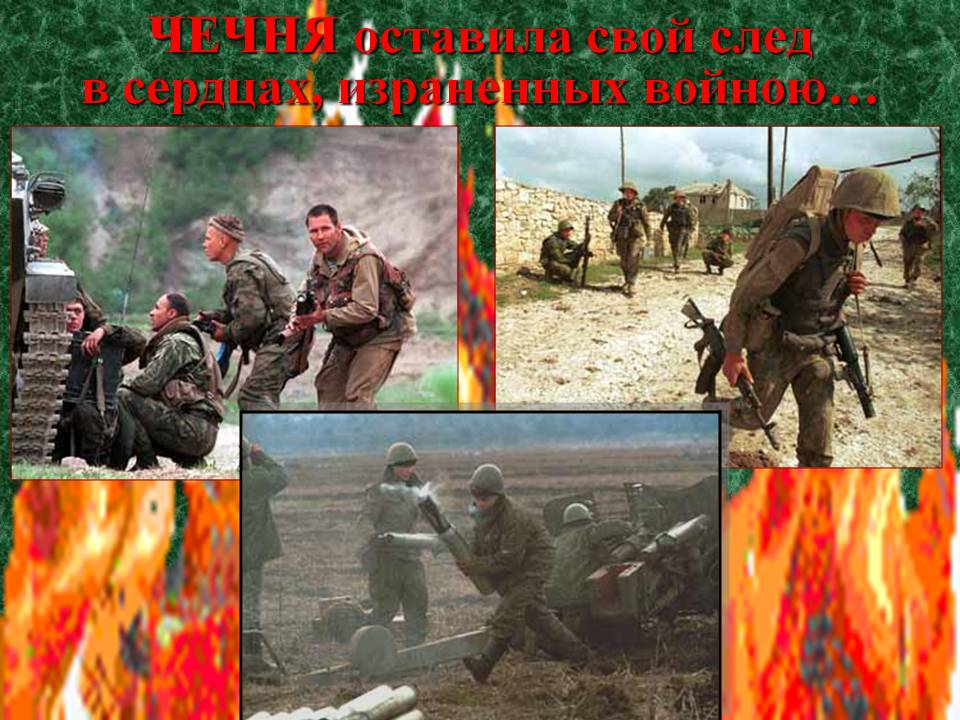 ЧЕЧНЯ оставила свой след
в сердцах, израненных войною…